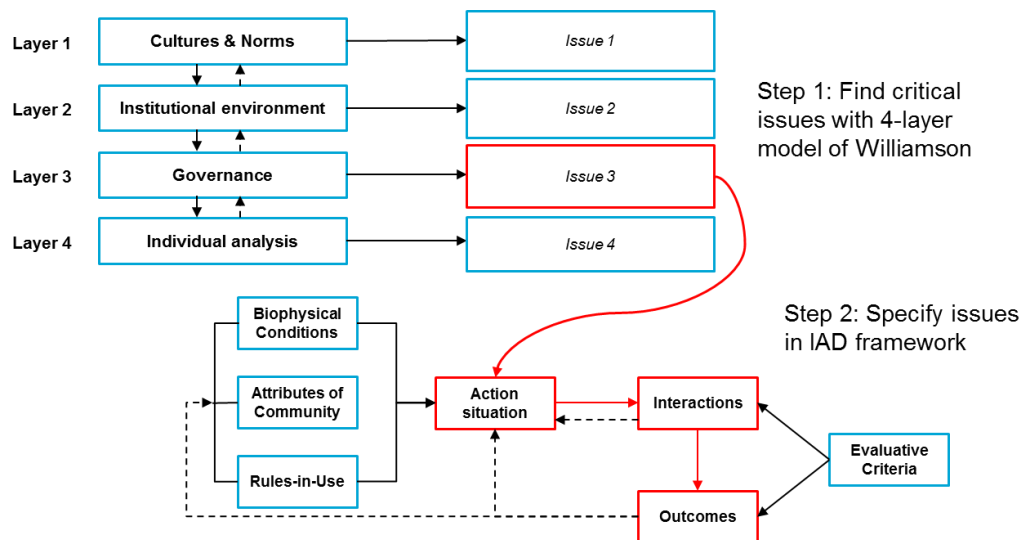 Layer 1
Cultures & Norms
Issue 1
Layer 2
Institutional environment
Issue 2
Step 1: Find critical
issues with 4-layer
model of Williamson
Layer 3
Governance
Issue 3
Layer 4
Individual analysis
Issue 4
Step 2: Specify issues
in IAD framework
Biophysical
Conditions
Attributes of
Community
Rules-in-Use
Action
situation
Interactions
Evaluative
Criteria
Outcomes